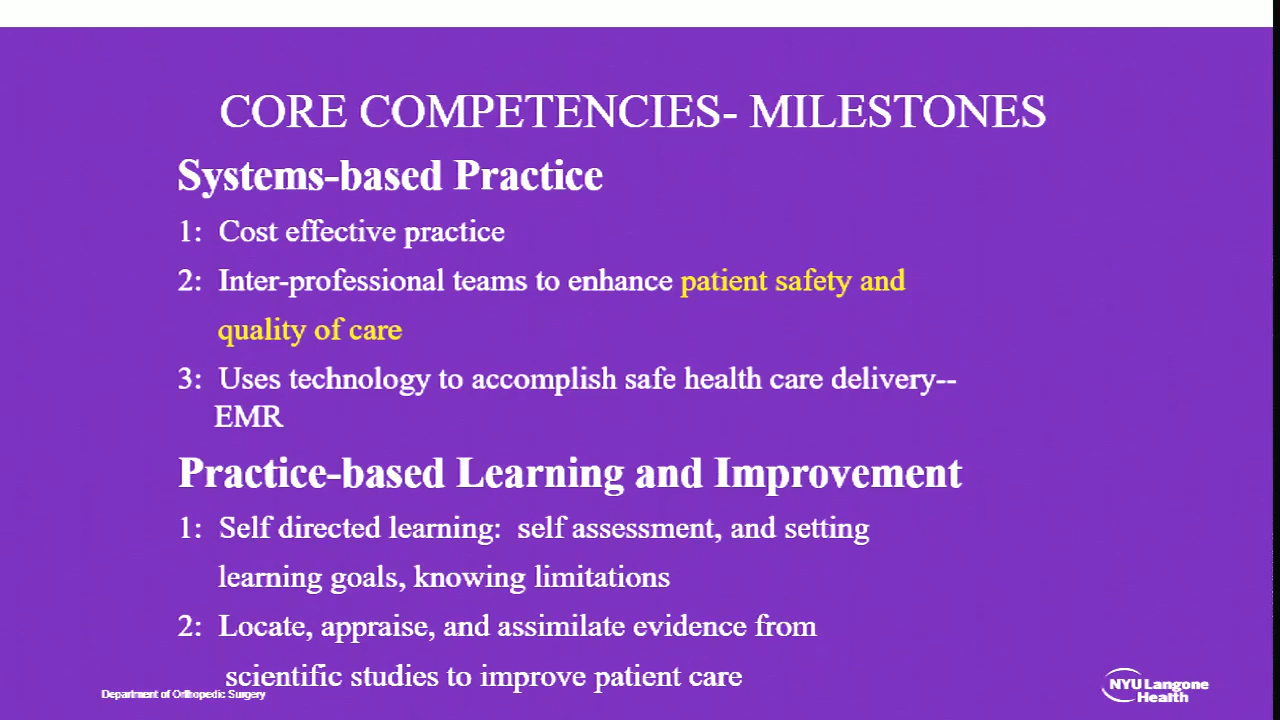 CORE COMPETENCIES- MILESTONES
Systems-based Practice
1: Cost effective practice
2: Inter-professional teams to enhance patient safety and
quality of care
3: Uses technology to accomplish safe health care delivery--
EMR
Practice-based Learning and Improvement
1: Self directed learning: self assessment, and setting
learning goals, knowing limitations
2: Locate, appraise, and assimilate evidence from
scientific studies to improve patient care
Department of Orthopedic Surgery
NYU Langone
Health